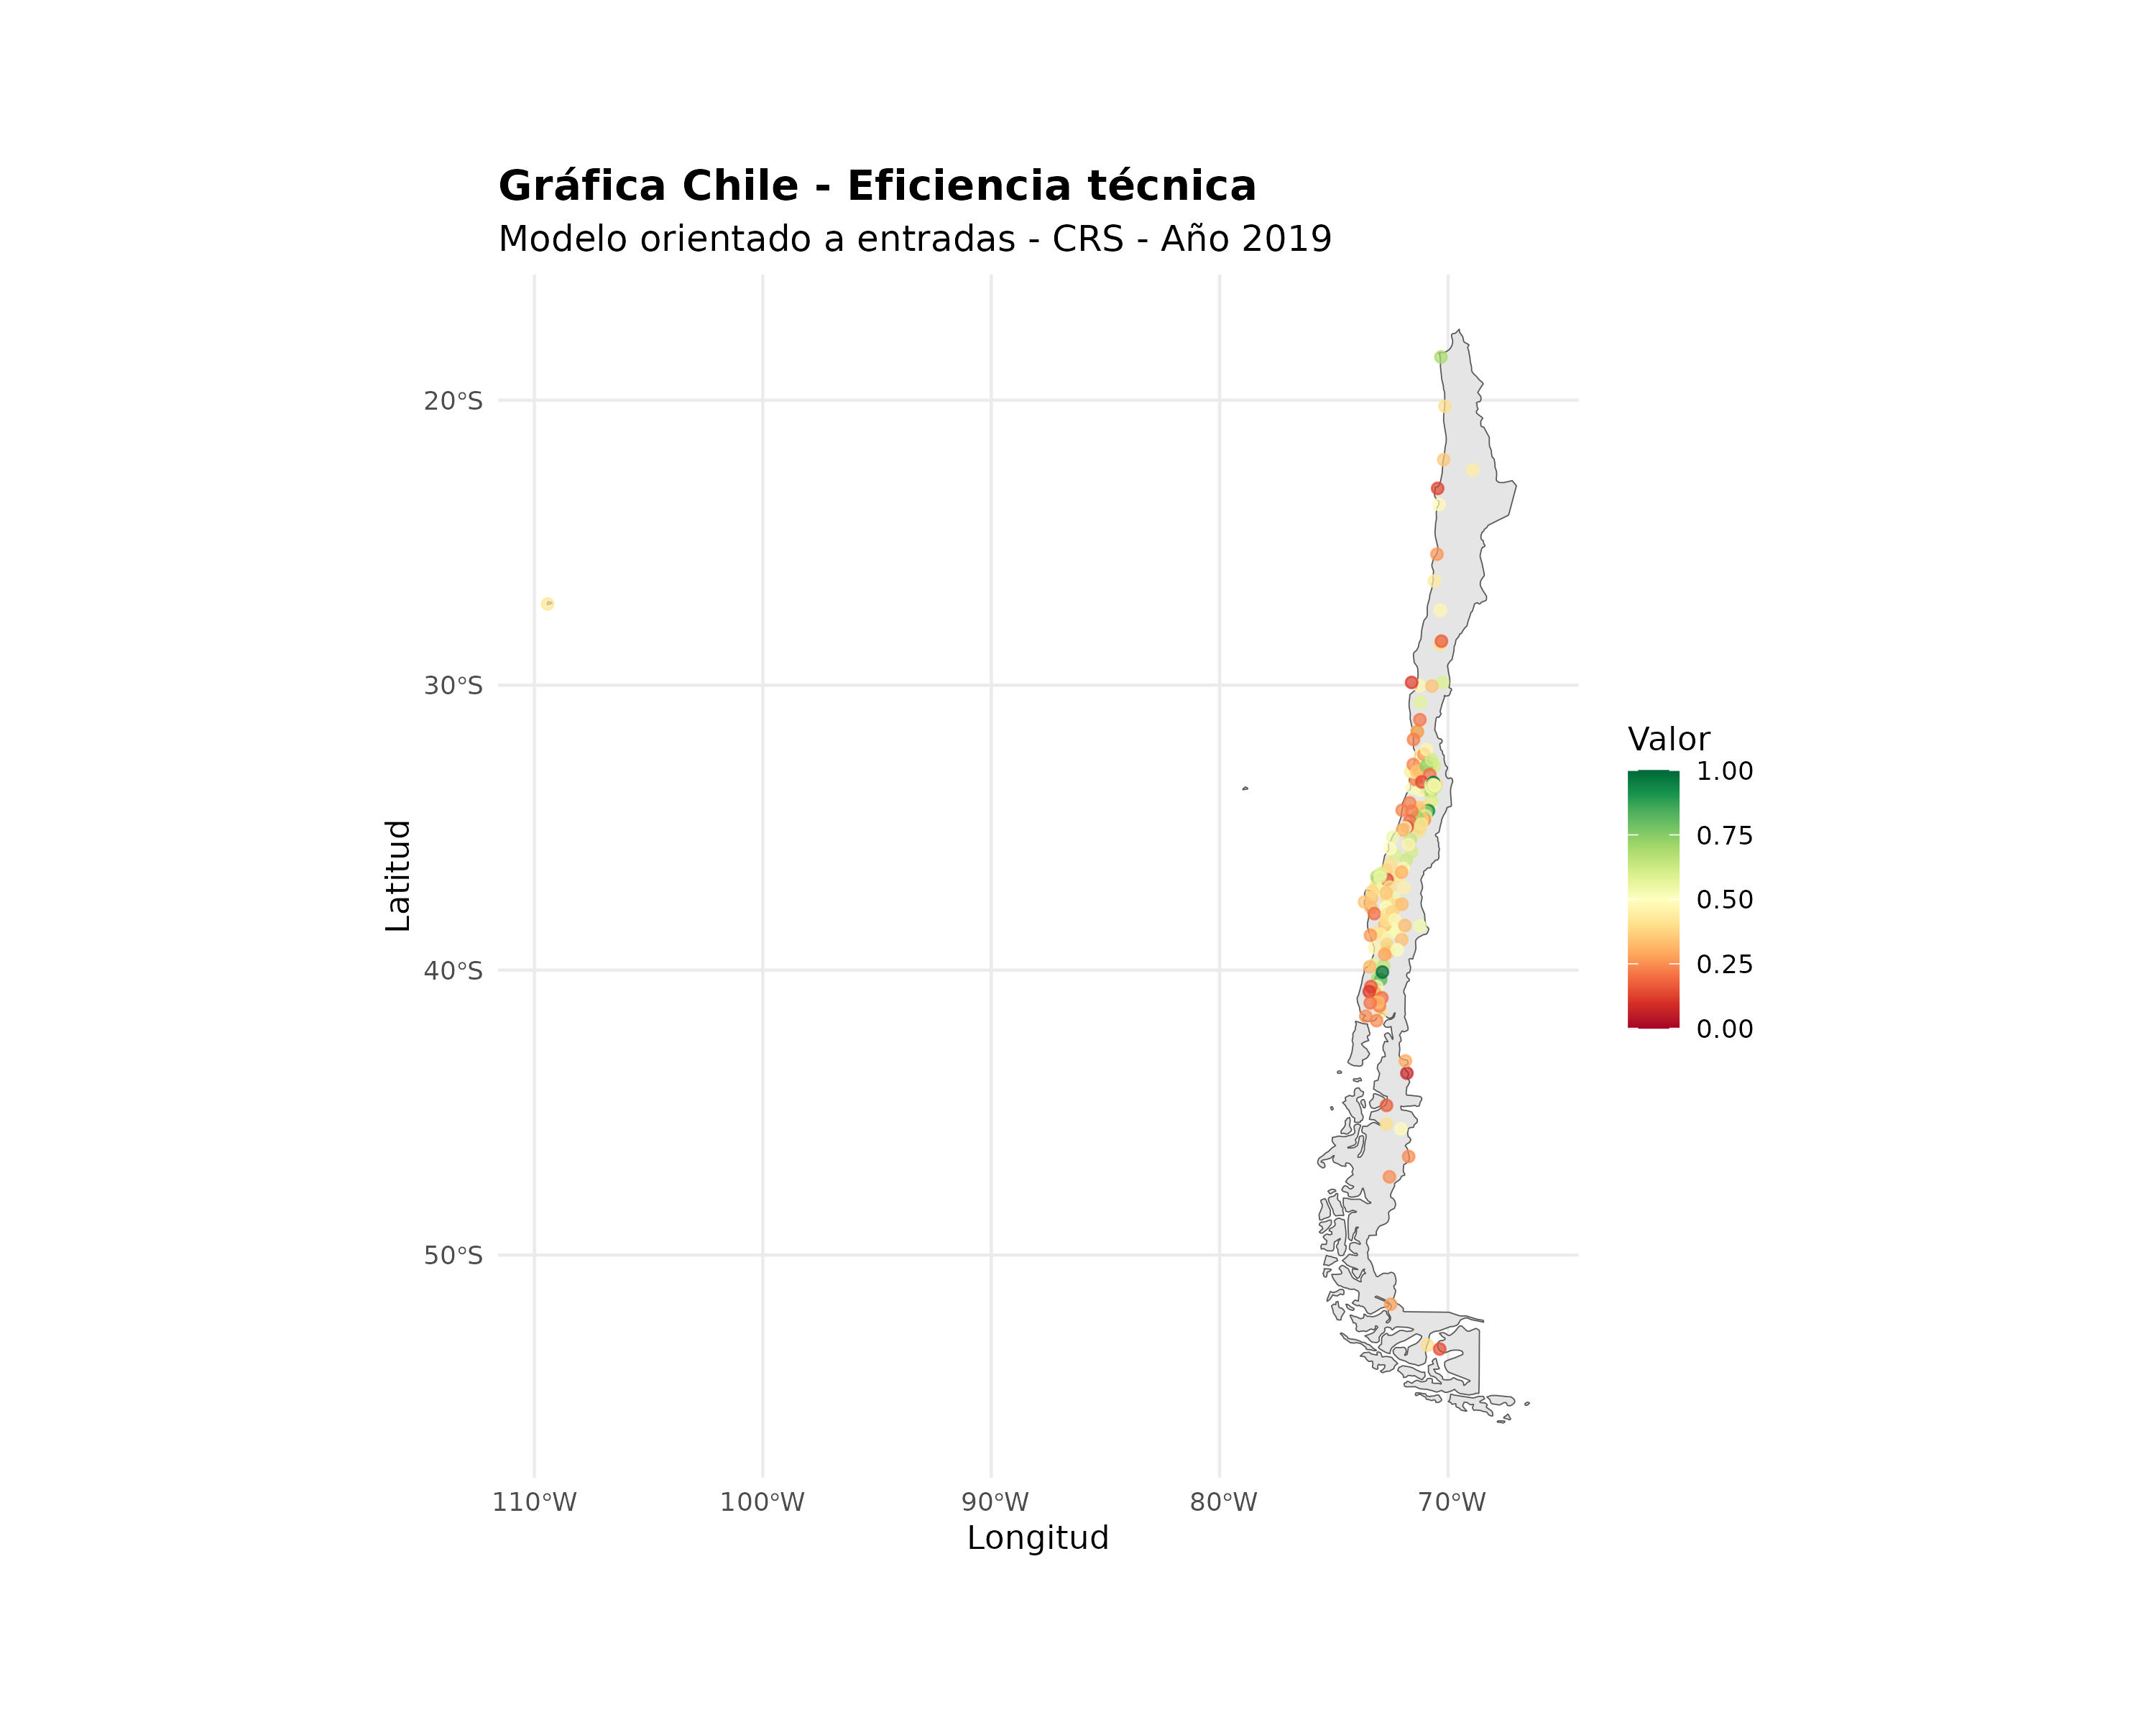 Gráfica Chile - Eficiencia técnica
Modelo orientado a entradas - CRS - Año 2019
20°S
30°S
40°S
50°S
Latitud
110°W
100°W
90°W
80°W
70°W
Longitud
Valor
1.00
0.75
0.50
0.25
0.00